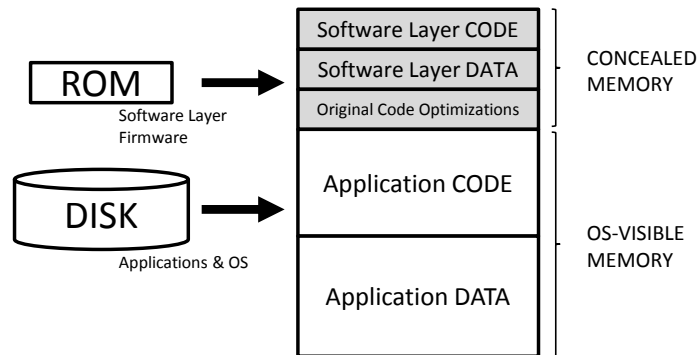 Software Layer CODE
Software Layer DATA
Original Code Optimizations
CONCEALED
MEMORY
ROM
Software Layer
Firmware
Application CODE
DISK
Applications & OS
OS-VISIBLE
MEMORY
Application DATA